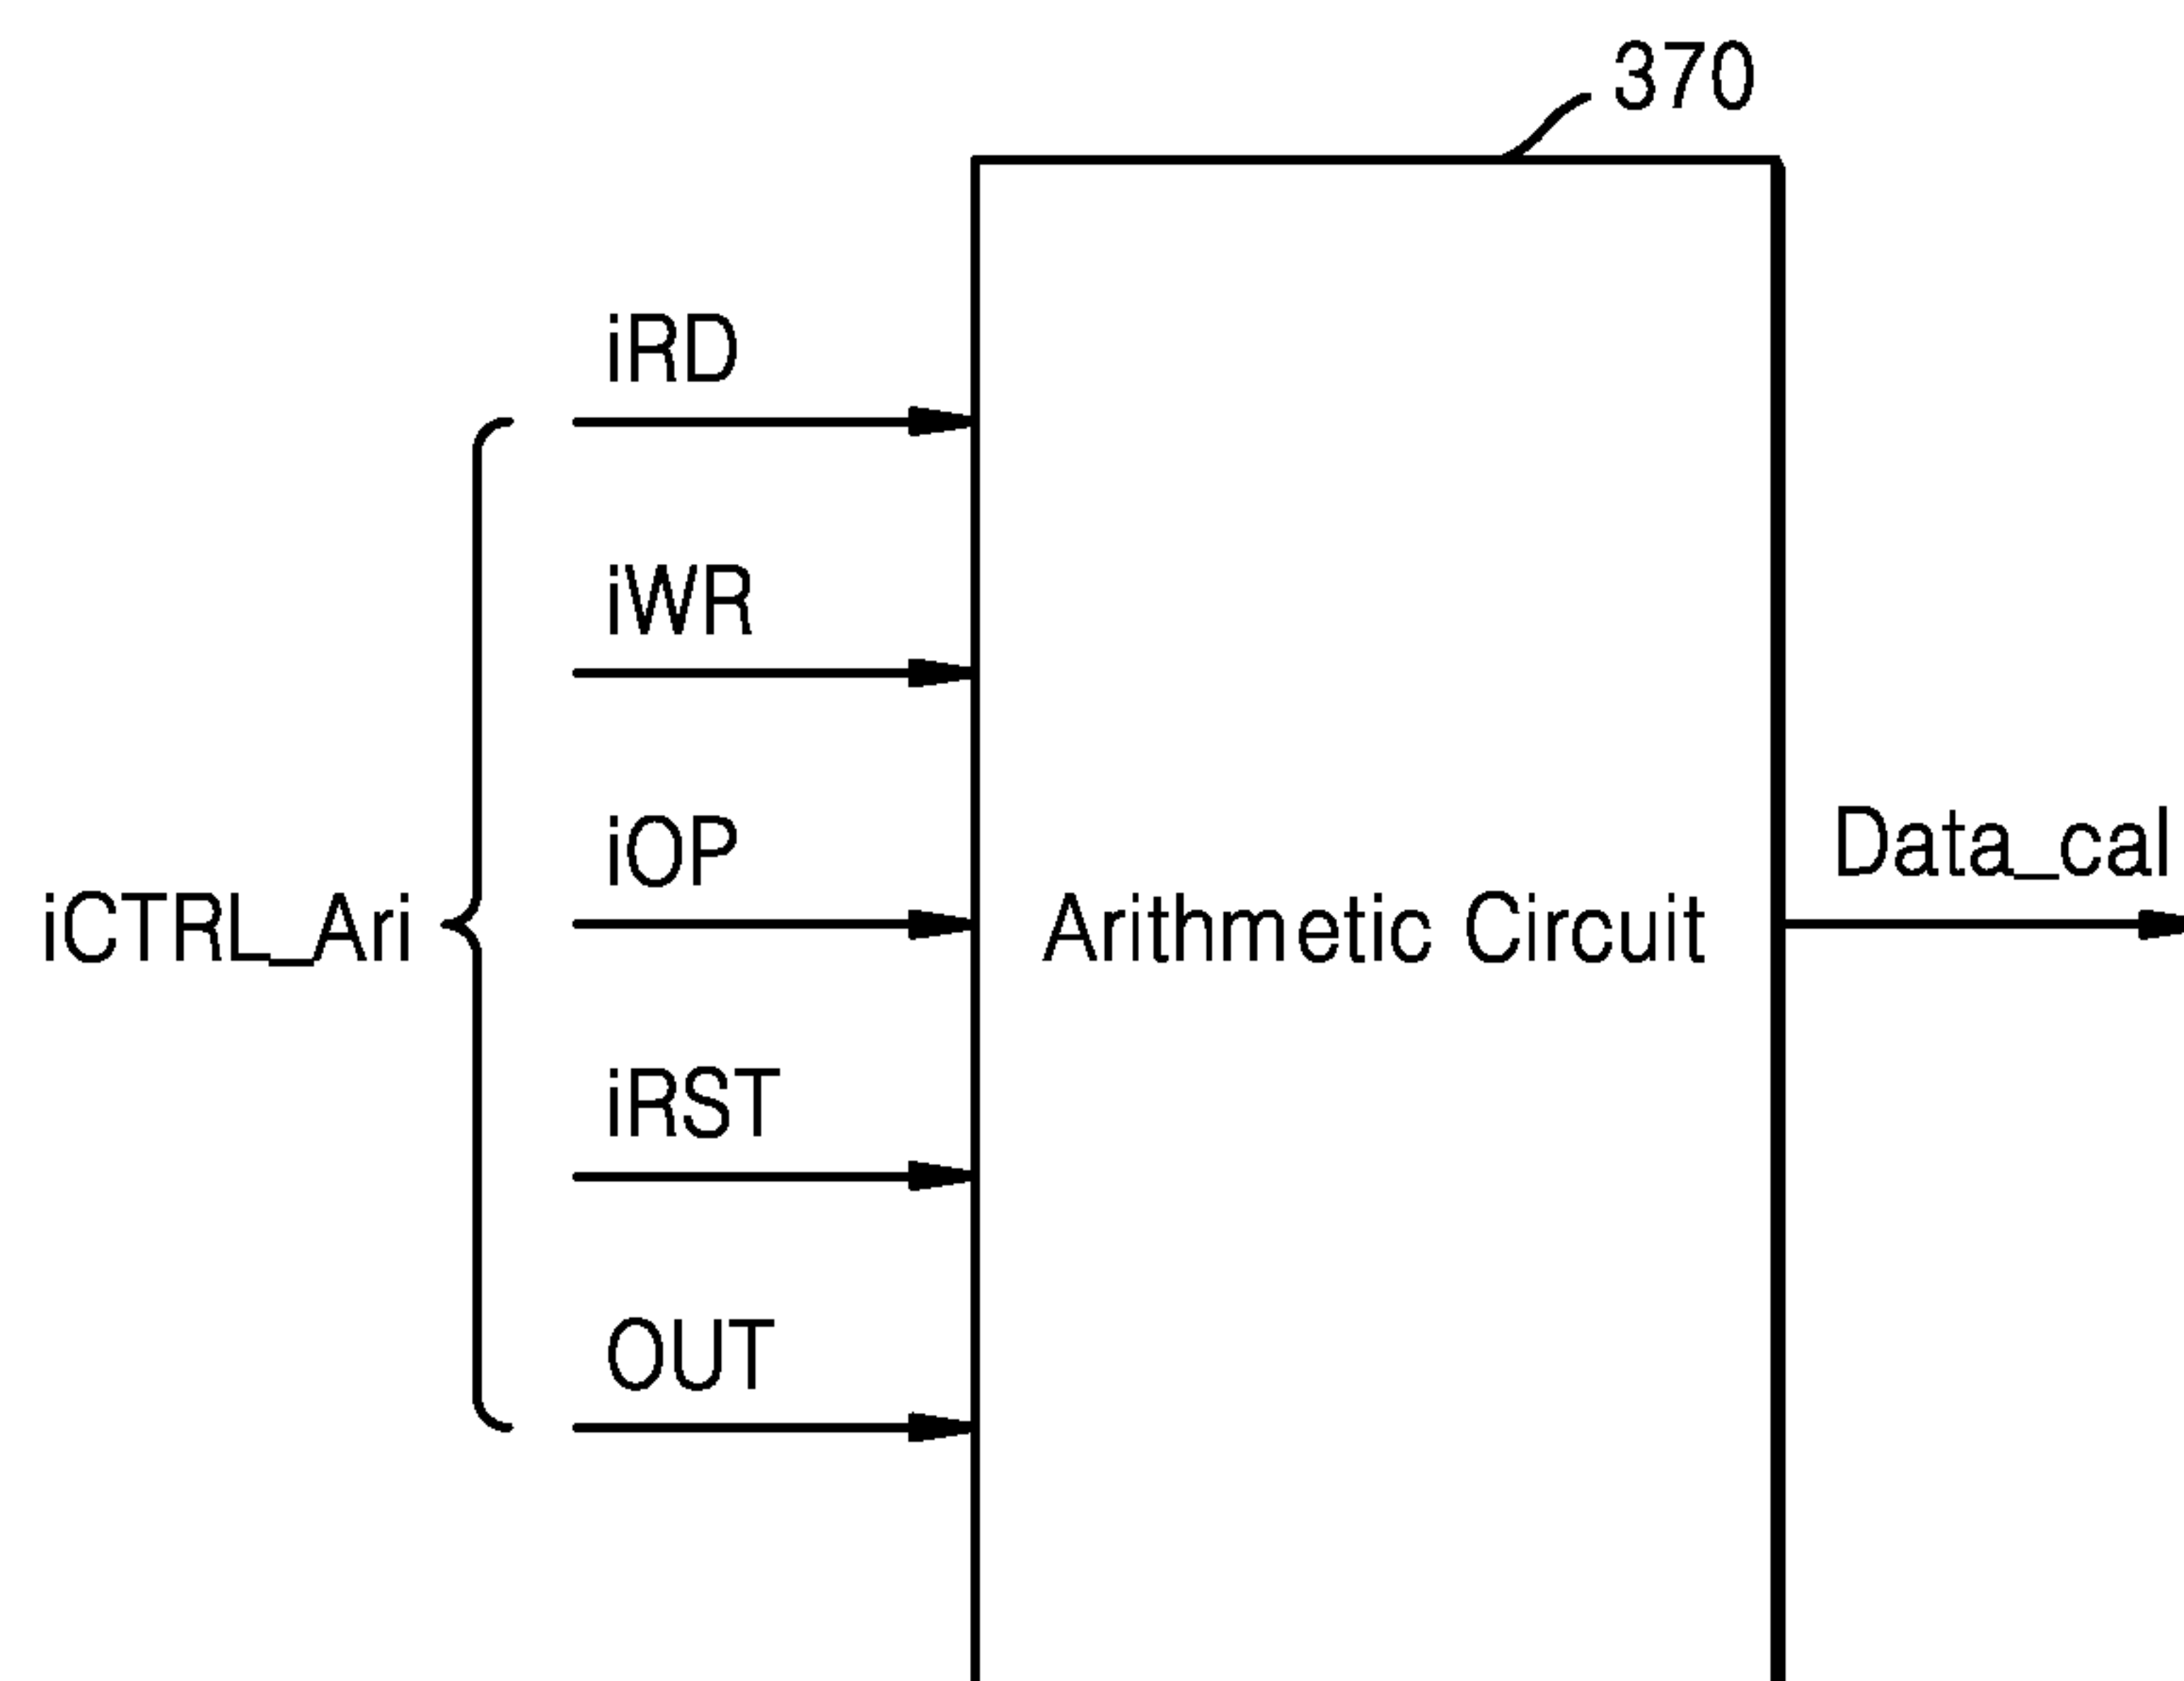 370
iRD
iWR
iOP
Data_cal
iCTRL_Ari
Arithmetic Circuit
iRST
OUT